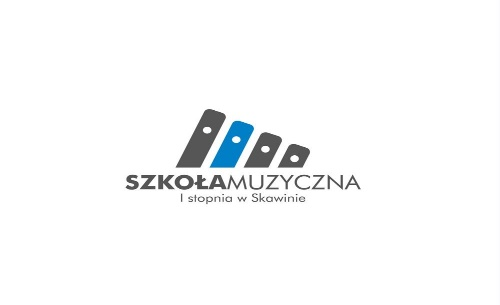 SZKOŁAMUZYCZNA
I stopnia w Skawinie